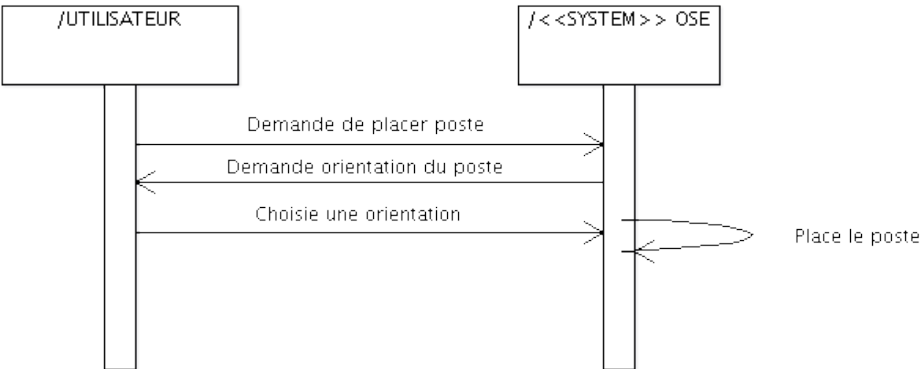 /UTILISATEUR
/<<SYSTEM>> OSE
Demande de placer poste
Demande orientation du poste
Choisie une orientation
Place le poste